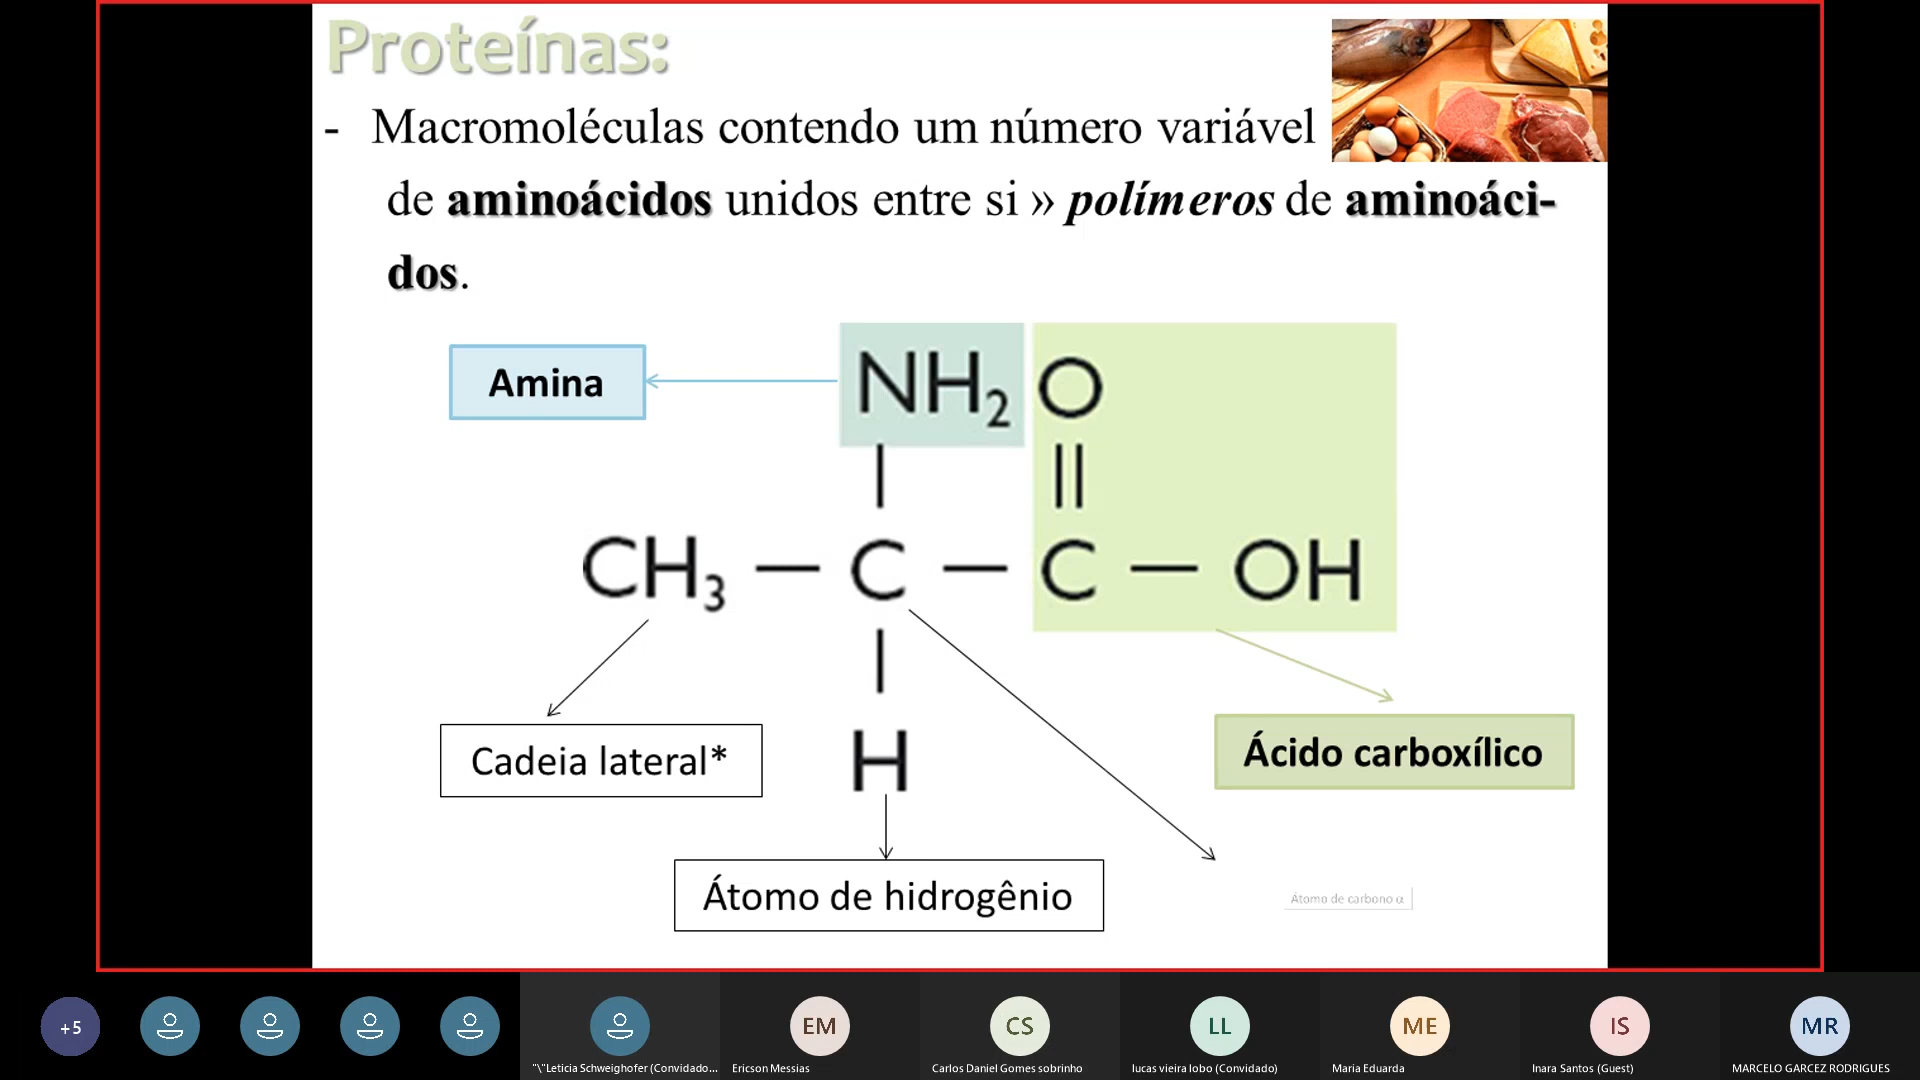 Proteínas:
- Macromoléculas contendo um número variável
de aminoácidos unidos entre si » polímeros de aminoáci-
dos.
Amina
NH2 O
CH3 — C — C — OH
H
Cadeia lateral*
Ácido carboxílico
Átomo de hidrogênio
Átomo de carbono α
+5
EM
CS
LL
ME
IS
MR
"\"Leticia Schweighofer (Convidado...
Ericson Messias
Carlos Daniel Gomes sobrinho
lucas vieira lobo (Convidado)
Maria Eduarda
Inara Santos (Guest)
MARCELO GARCEZ RODRIGUES